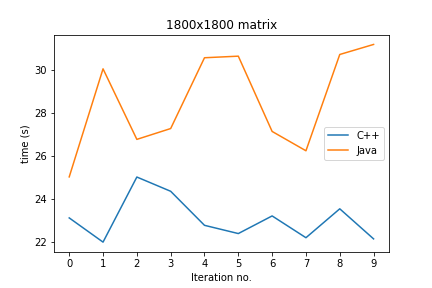 1800x1800 matrix
time (s)
30
28
26
24
22
C++
Java
0 1 2 3 4 5 6 7 8 9
Iteration no.